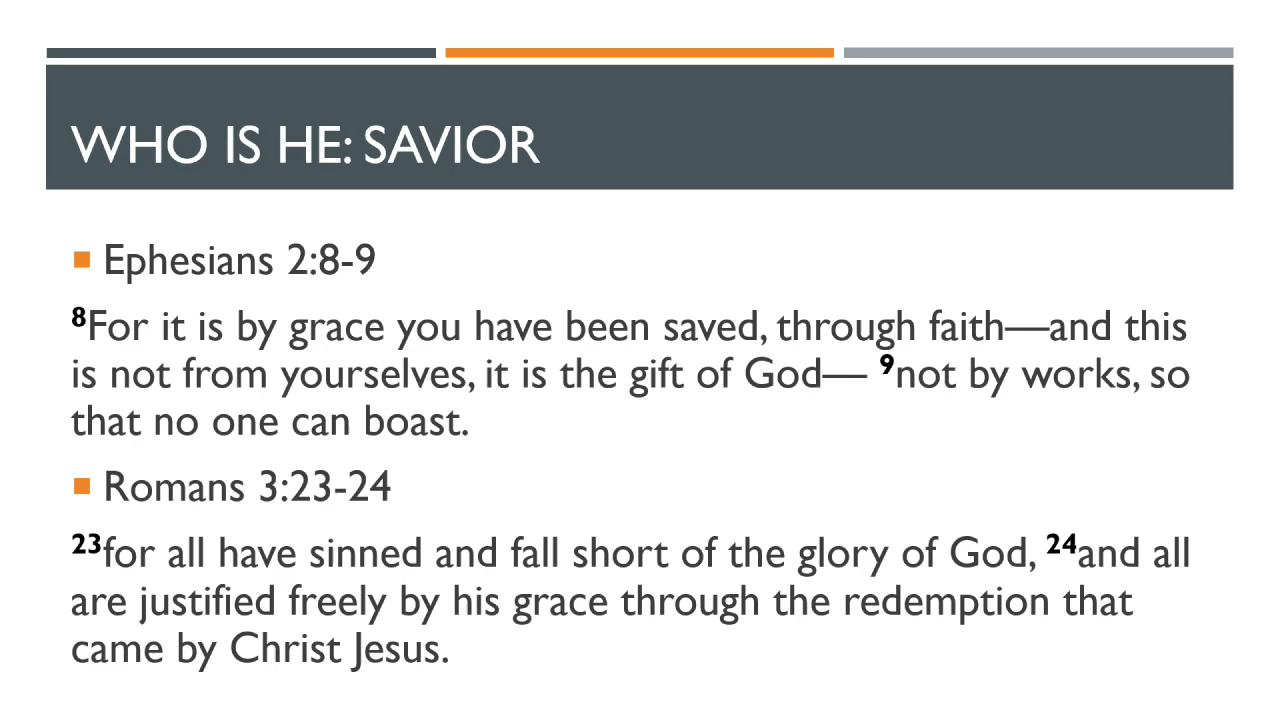 WHO IS HE: SAVIOR
Ephesians 2:8-9
8For it is by grace you have been saved, through faith—and this
is not from yourselves, it is the gift of God— 9not by works, so
that no one can boast.
Romans 3:23-24
23for all have sinned and fall short of the glory of God, 24and all
are justified freely by his grace through the redemption that
came by Christ Jesus.